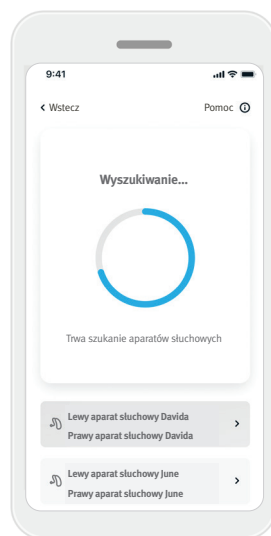 9:41
Wstecz
Pomoc
Wyszukiwanie...
Trwa szukanie aparatów słuchowych
Lewy aparat słuchowy Davida
Prawy aparat słuchowy Davida
Lewy aparat słuchowy June
Prawy aparat słuchowy June